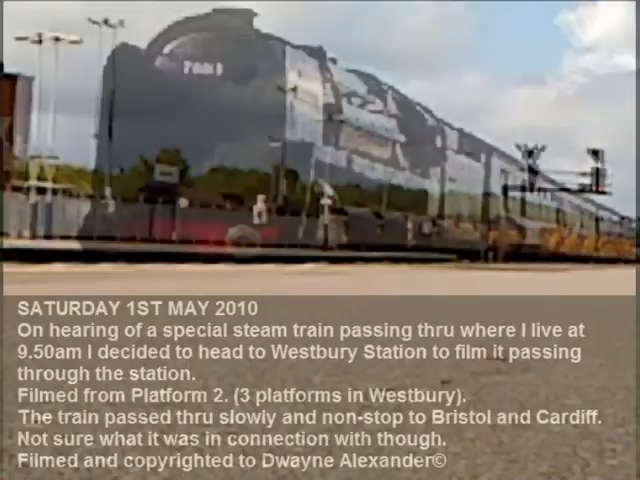 SATURDAY 1ST MAY 2010
On hearing of a special steam train passing thru where I live at
9.50am I decided to head to Westbury Station to film it passing
through the station.
Filmed from Platform 2. (3 platforms in Westbury).
The train passed thru slowly and non-stop to Bristol and Cardiff.
Not sure what it was in connection with though.
Filmed and copyrighted to Dwayne Alexander©